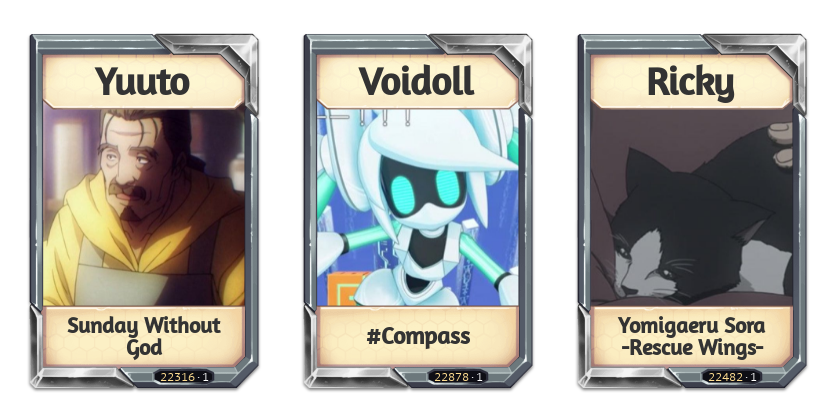 Yuuto
Sunday Without
God
22316·1
Voidoll
#Compass
22878·1
Ricky
Yomigaeru Sora
-Rescue Wings-
22482·1